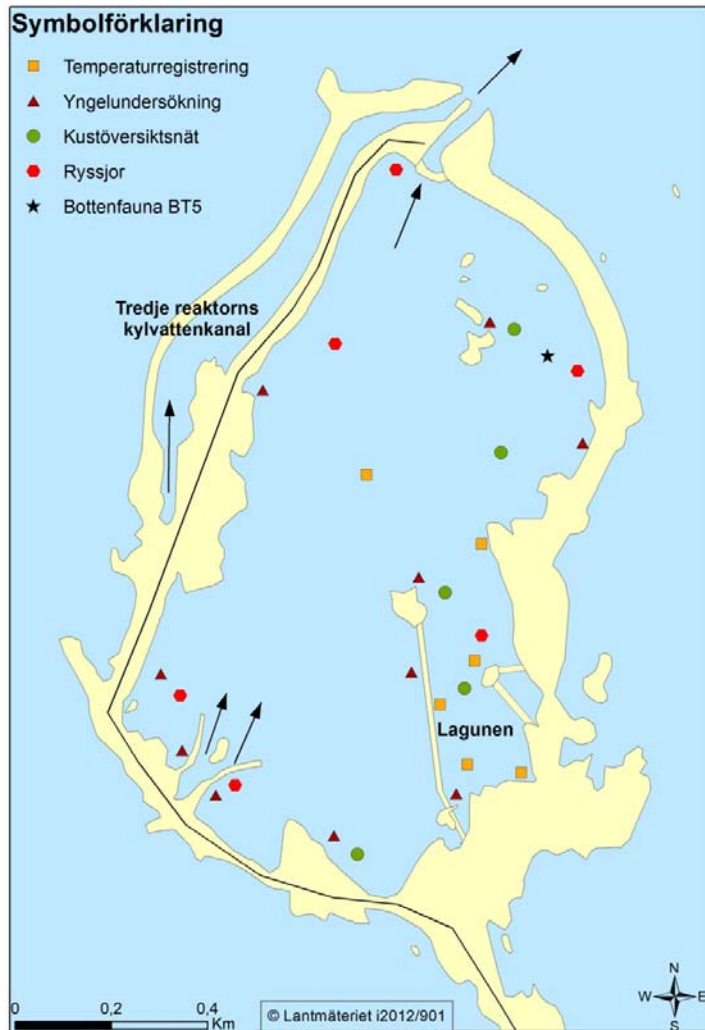 Symbolförklaring
Temperaturregistrering
Yngelundersökning
Kustöversiktsnät
Ryssjor
Bottenfauna BT5
Tredje reaktorns
kylvattenkanal
Lagunen
0 0,2 0,4
Km
© Lantmäteriet i2012/901
N
W E
S